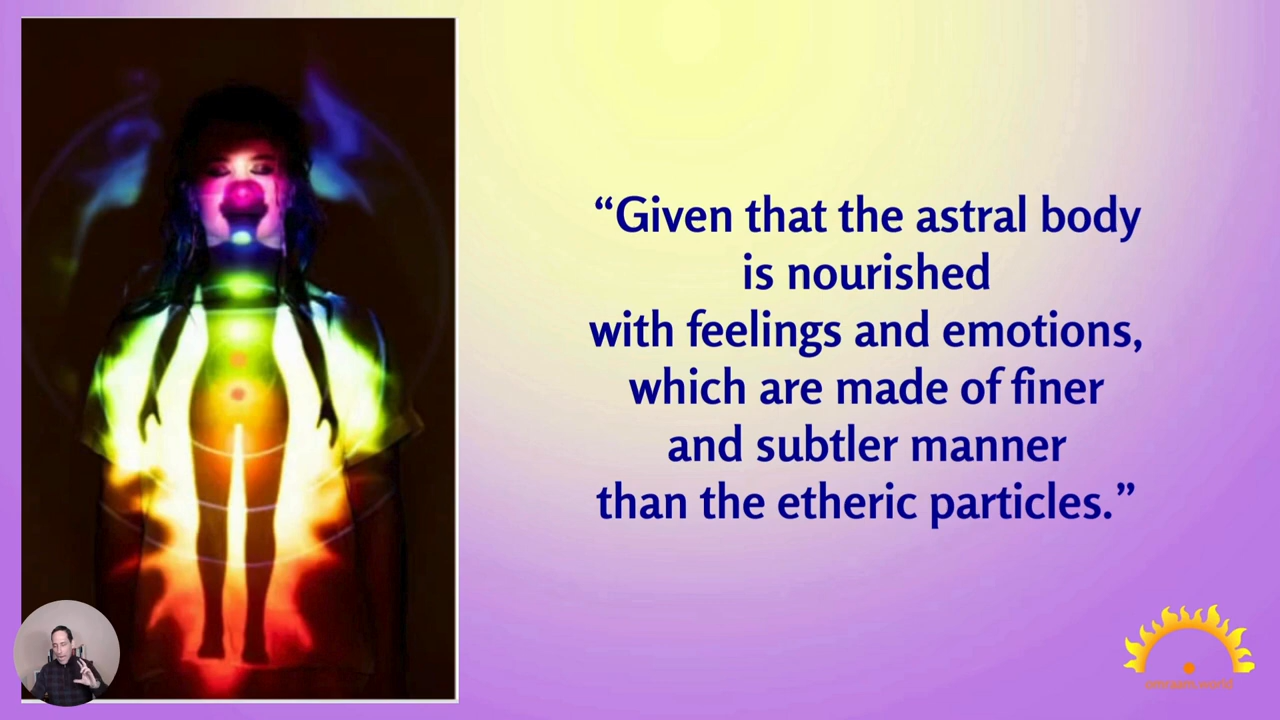 “Given that the astral body
is nourished
with feelings and emotions,
which are made of finer
and subtler manner
than the etheric particles.”